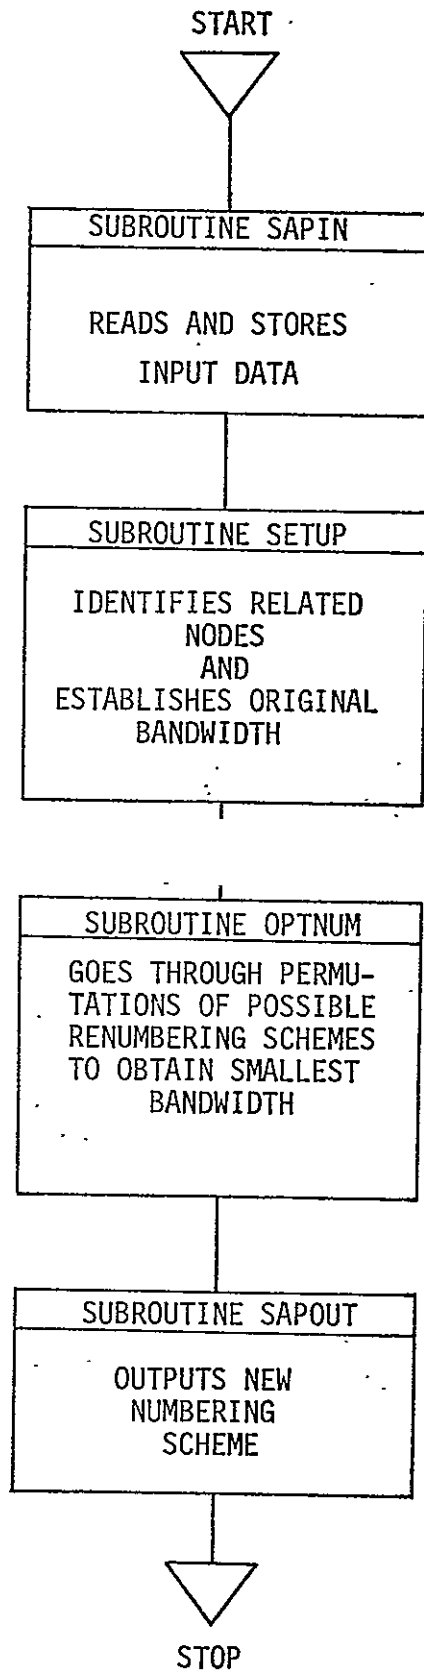 START
SUBROUTINE SAPIN
READS AND STORES
INPUT DATA
SUBROUTINE SETUP
IDENTIFIES RELATED
NODES
AND
ESTABLISHES ORIGINAL
BANDWIDTH
SUBROUTINE OPTNUM
GOES THROUGH PERMU-
TATIONS OF POSSIBLE
RENUMBERING SCHEMES
TO OBTAIN SMALLEST
BANDWIDTH
SUBROUTINE SAPOUT
OUTPUTS NEW
NUMBERING
SCHEME
STOP